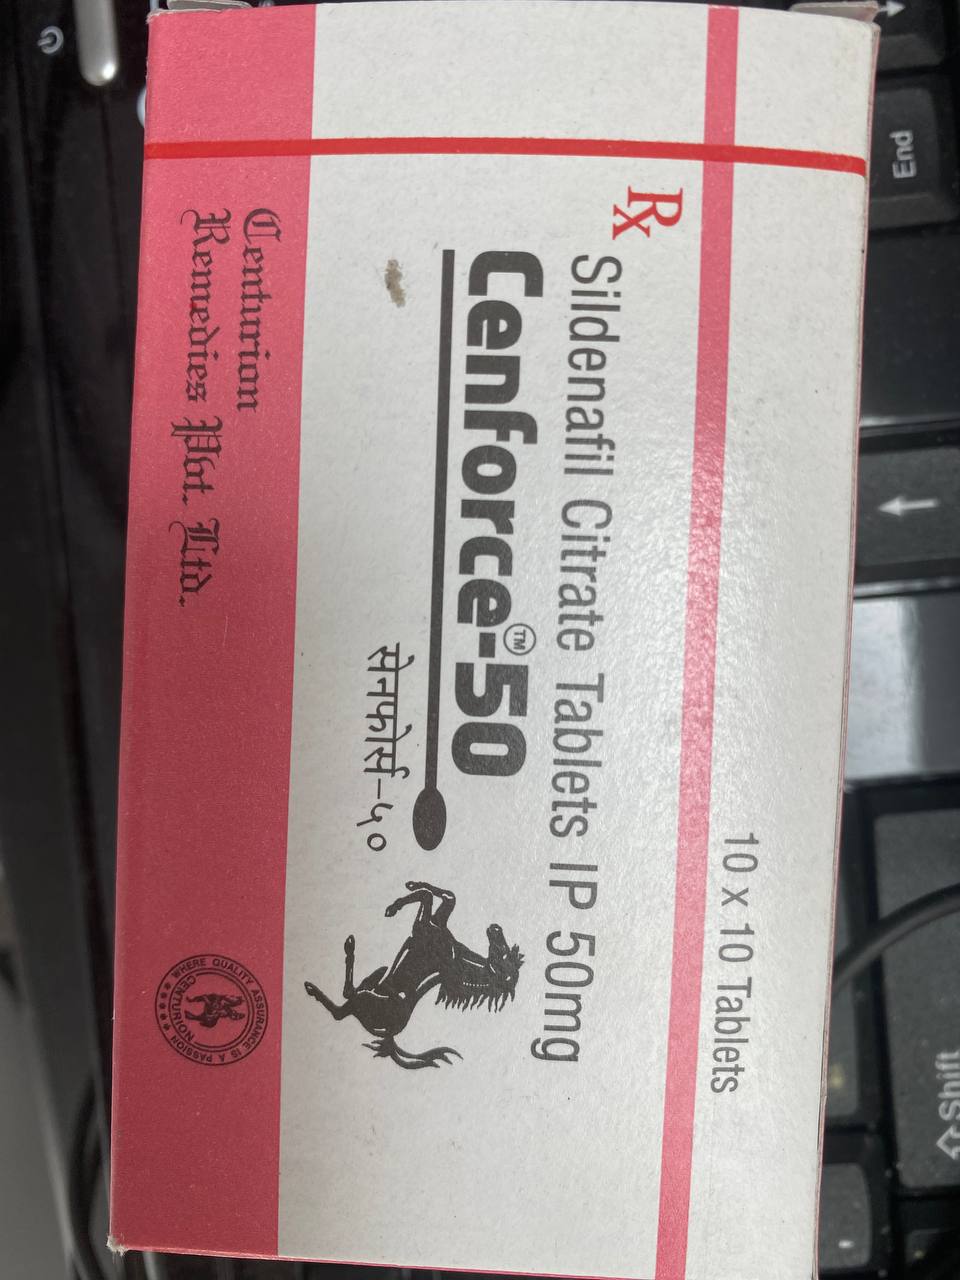 10 x 10 Tablets
Rx
Sildenafil Citrate Tablets IP 50mg
Cenforce-50
TM
सेनफोर्स-५०
Centurion
Remedies Pvt. Ltd.
WHERE QUALITY ASSURANCE IS A PASSION
CENTURION
End
Shift